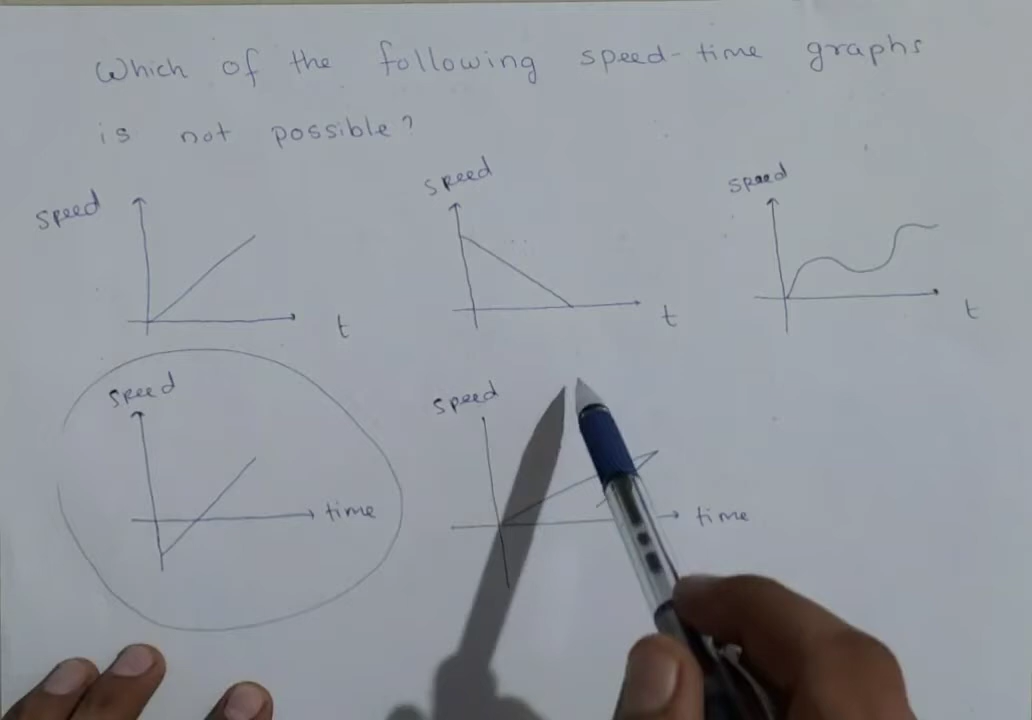 Which of the following speed-time graphs
is not possible?
speed
t
speed
t
speed
t
speed
time
speed
time